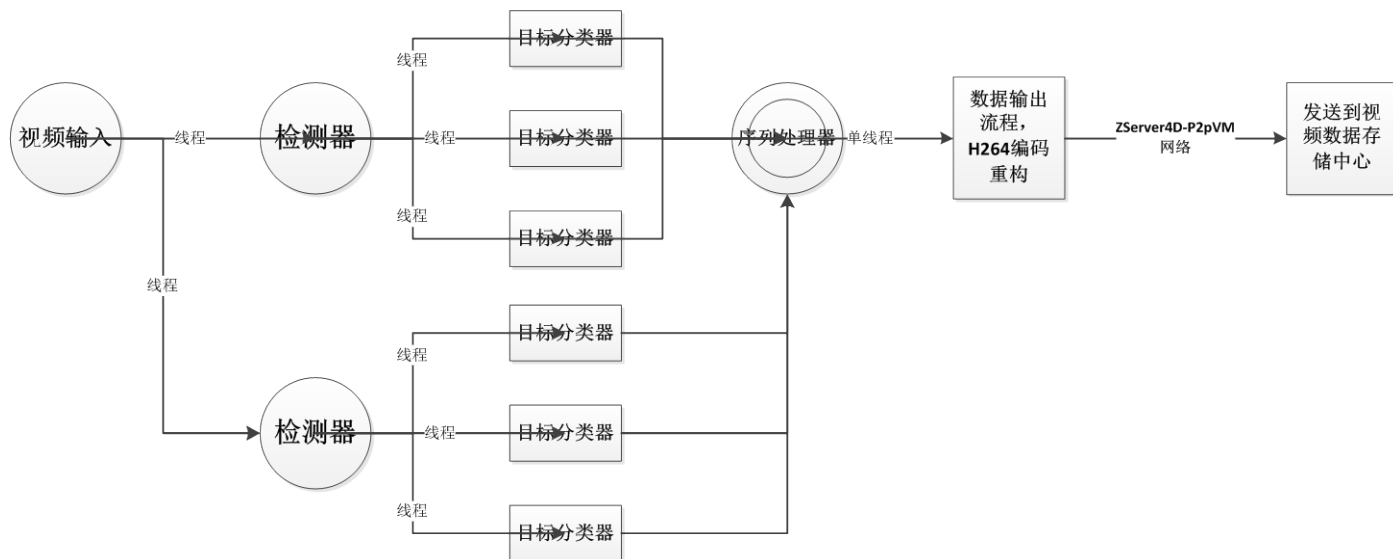 目标分类器
线程
视频输入
线程
检测器
线程
目标分类器
序列处理器
单线程
数据输出
流程，
H264编码
重构
ZServer4D-P2pVM
网络
发送到视
频数据存
储中心
线程
目标分类器
线程
目标分类器
线程
检测器
线程
目标分类器
线程
目标分类器